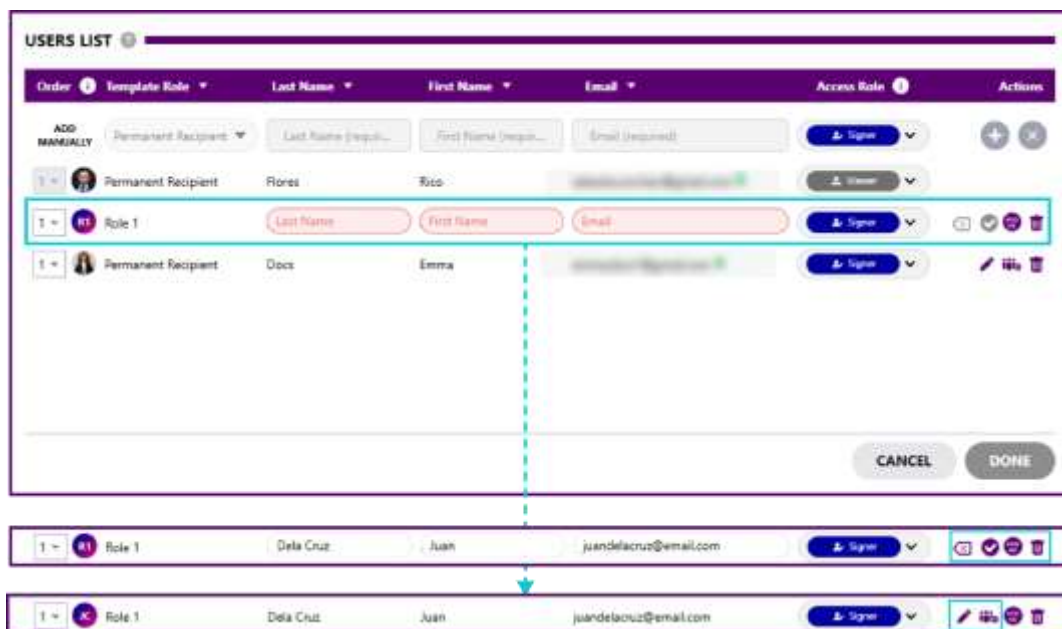 USERS LIST
Order Template Role Last Name First Name Email Access Role Actions
ADD MANUALLY Permanent Recipient Last Name (requi... First Name (requi... Email (required) Signer
1 Permanent Recipient Flores Rico
1 R1 Role 1 Last Name First Name Email Signer
1 Permanent Recipient Docs Emma Signer
CANCEL DONE
1 R1 Role 1 Dela Cruz Juan juandelacruz@email.com Signer
1 JC Role 1 Dela Cruz Juan juandelacruz@email.com Signer